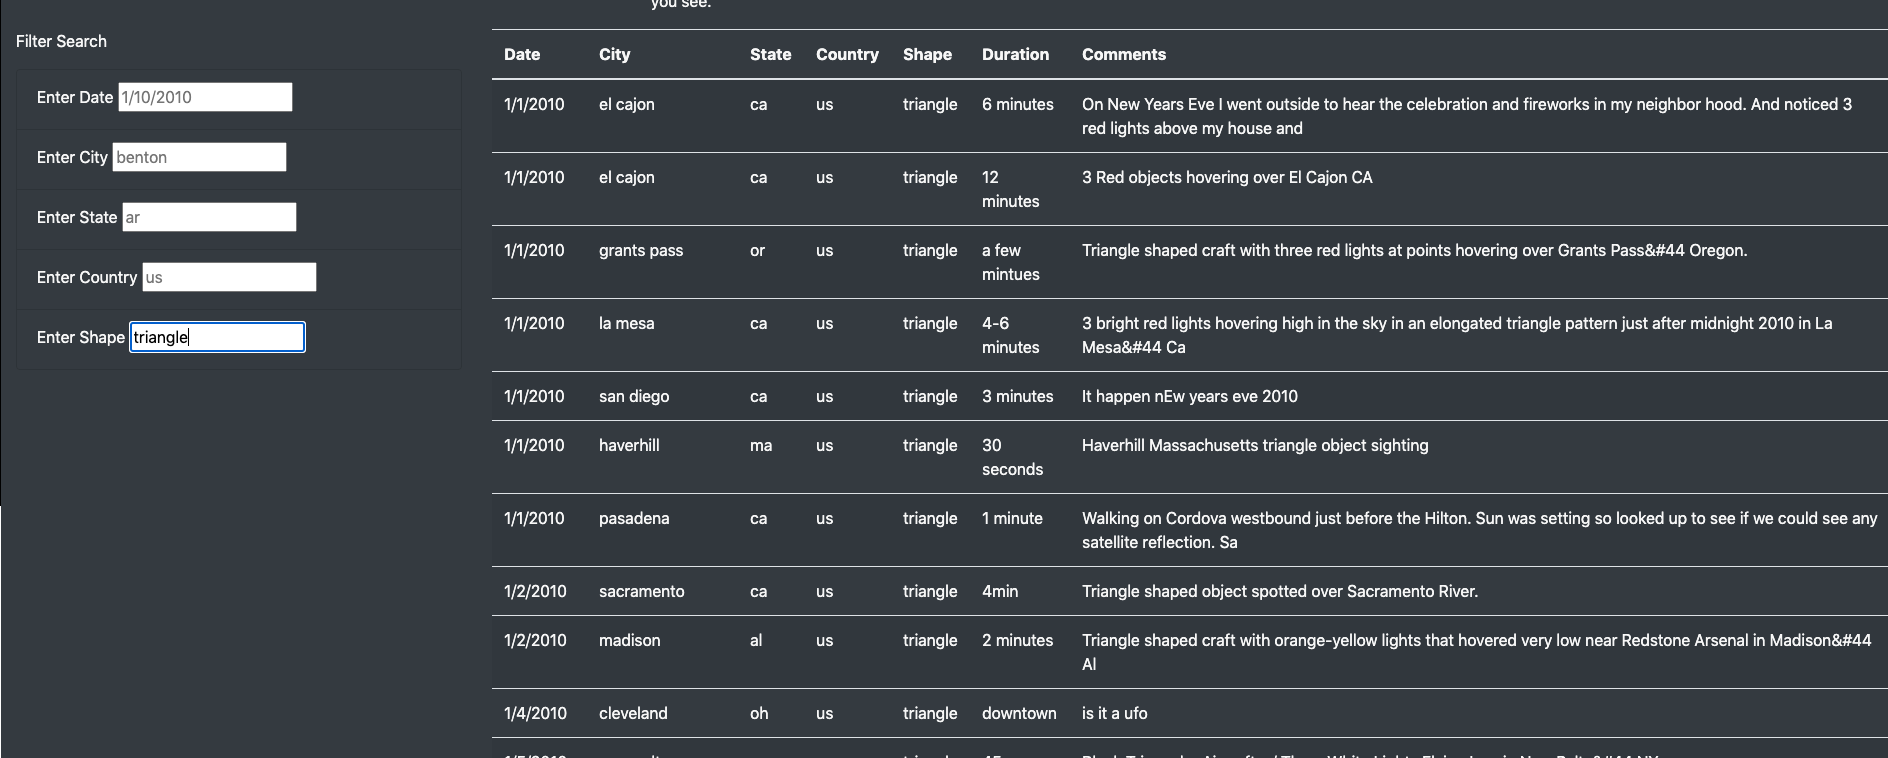 you see.
Filter Search
Enter Date 1/10/2010
Enter City benton
Enter State ar
Enter Country us
Enter Shape triangle
Date City State Country Shape Duration Comments
1/1/2010 el cajon ca us triangle 6 minutes On New Years Eve I went outside to hear the celebration and fireworks in my neighbor hood. And noticed 3
red lights above my house and
1/1/2010 el cajon ca us triangle 12 3 Red objects hovering over El Cajon CA
minutes
1/1/2010 grants pass or us triangle a few Triangle shaped craft with three red lights at points hovering over Grants Pass&#44 Oregon.
mintues
1/1/2010 la mesa ca us triangle 4-6 3 bright red lights hovering high in the sky in an elongated triangle pattern just after midnight 2010 in La
minutes Mesa&#44 Ca
1/1/2010 san diego ca us triangle 3 minutes It happen nEw years eve 2010
1/1/2010 haverhill ma us triangle 30 Haverhill Massachusetts triangle object sighting
seconds
1/1/2010 pasadena ca us triangle 1 minute Walking on Cordova westbound just before the Hilton. Sun was setting so looked up to see if we could see any
satellite reflection. Sa
1/2/2010 sacramento ca us triangle 4min Triangle shaped object spotted over Sacramento River.
1/2/2010 madison al us triangle 2 minutes Triangle shaped craft with orange-yellow lights that hovered very low near Redstone Arsenal in Madison&#44
Al
1/4/2010 cleveland oh us triangle downtown is it a ufo